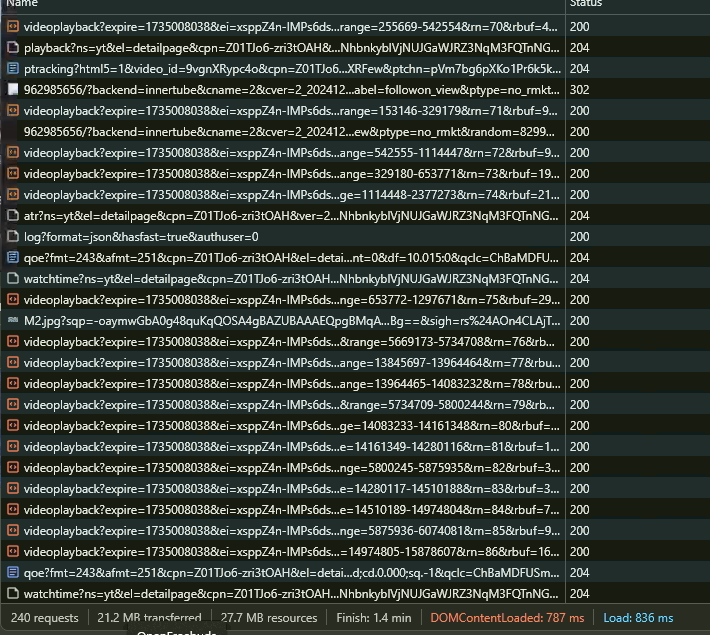 Name Status
videoplayback?expire=1735008038&ei=xsppZ4n-IMPs6ds...range=255669-542554&rn=70&rbuf=4... 200
playback?ns=yt&el=detailpage&cpn=Z01TJo6-zri3tOAH&...NhbnkyblVjNUJGaWJRZ3NqM3FQTnNG... 204
ptracking?html5=1&video_id=9vgnXRypc4o&cpn=Z01TJo6...XRFew&ptchn=pVm7bg6pXKo1Pr6k5k... 204
962985656/?backend=innertube&cname=2&cver=2_202412...abel=followon_view&ptype=no_rmkt... 302
videoplayback?expire=1735008038&ei=xsppZ4n-IMPs6ds...range=153146-329179&rn=71&rbuf=9... 200
962985656/?backend=innertube&cname=2&cver=2_202412...ew&ptype=no_rmkt&random=8299... 200
videoplayback?expire=1735008038&ei=xsppZ4n-IMPs6ds...ange=542555-1114447&rn=72&rbuf=9... 200
videoplayback?expire=1735008038&ei=xsppZ4n-IMPs6ds...ange=329180-653771&rn=73&rbuf=19... 200
videoplayback?expire=1735008038&ei=xsppZ4n-IMPs6ds...ge=1114448-2377273&rn=74&rbuf=21... 200
atr?ns=yt&el=detailpage&cpn=Z01TJo6-zri3tOAH&ver=2...NhbnkyblVjNUJGaWJRZ3NqM3FQTnNG... 204
log?format=json&hasfast=true&authuser=0 200
qoe?fmt=243&afmt=251&cpn=Z01TJo6-zri3tOAH&el=detai...nt=0&df=10.015:0&qclc=ChBaMDFU... 204
watchtime?ns=yt&el=detailpage&cpn=Z01TJo6-zri3tOAH...NhbnkyblVjNUJGaWJRZ3NqM3FQTnNG... 204
videoplayback?expire=1735008038&ei=xsppZ4n-IMPs6ds...nge=653772-1297671&rn=75&rbuf=29... 200
M2.jpg?sqp=-oaymwGbA0g48quKqQOSA4gBAZUBAAAEQpgBMqA...Bg==&sigh=rs%24AOn4CLAjT... 200
videoplayback?expire=1735008038&ei=xsppZ4n-IMPs6ds...&range=5669173-5734708&rn=76&rb... 200
videoplayback?expire=1735008038&ei=xsppZ4n-IMPs6ds...ange=13845697-13964464&rn=77&rbu... 200
videoplayback?expire=1735008038&ei=xsppZ4n-IMPs6ds...ange=13964465-14083232&rn=78&rbu... 200
videoplayback?expire=1735008038&ei=xsppZ4n-IMPs6ds...&range=5734709-5800244&rn=79&rb... 200
videoplayback?expire=1735008038&ei=xsppZ4n-IMPs6ds...ge=14083233-14161348&rn=80&rbuf=... 200
videoplayback?expire=1735008038&ei=xsppZ4n-IMPs6ds...e=14161349-14280116&rn=81&rbuf=1... 200
videoplayback?expire=1735008038&ei=xsppZ4n-IMPs6ds...nge=5800245-5875935&rn=82&rbuf=3... 200
videoplayback?expire=1735008038&ei=xsppZ4n-IMPs6ds...e=14280117-14510188&rn=83&rbuf=3... 200
videoplayback?expire=1735008038&ei=xsppZ4n-IMPs6ds...e=14510189-14974804&rn=84&rbuf=7... 200
videoplayback?expire=1735008038&ei=xsppZ4n-IMPs6ds...nge=5875936-6074081&rn=85&rbuf=9... 200
videoplayback?expire=1735008038&ei=xsppZ4n-IMPs6ds...=14974805-15878607&rn=86&rbuf=16... 200
qoe?fmt=243&afmt=251&cpn=Z01TJo6-zri3tOAH&el=detai...d;cd.0.000;sq.-1&qclc=ChBaMDFUSm... 204
watchtime?ns=yt&el=detailpage&cpn=Z01TJo6-zri3tOAH...NhbnkyblVjNUJGaWJRZ3NqM3FQTnNG... 204
240 requests 21.2 MB transferred 27.7 MB resources Finish: 1.4 min DOMContentLoaded: 787 ms Load: 836 ms